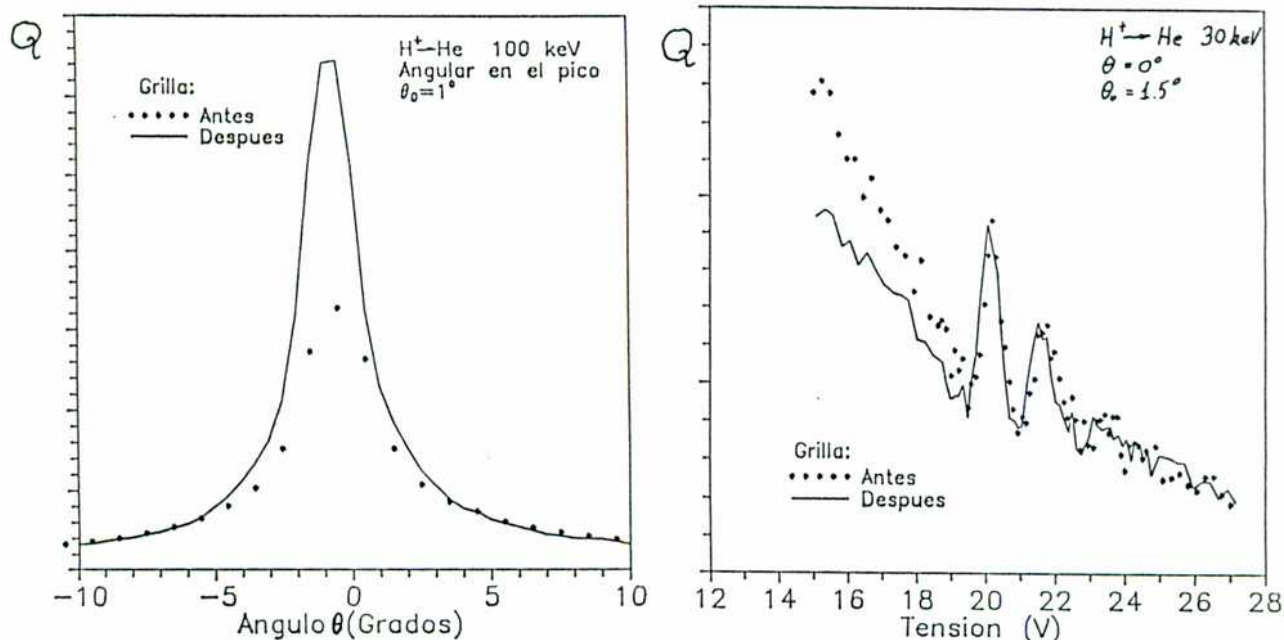 Q
H⁺→He 100 keV
Angular en el pico
θ₀=1°
Grilla:
Antes
Despues
−10 −5 0 5 10
Angulo θ(Grados)
Q
H⁺→ He 30 keV
θ = 0°
θ₀ = 1.5°
Grilla:
Antes
Despues
12 14 16 18 20 22 24 26 28
Tension (V)